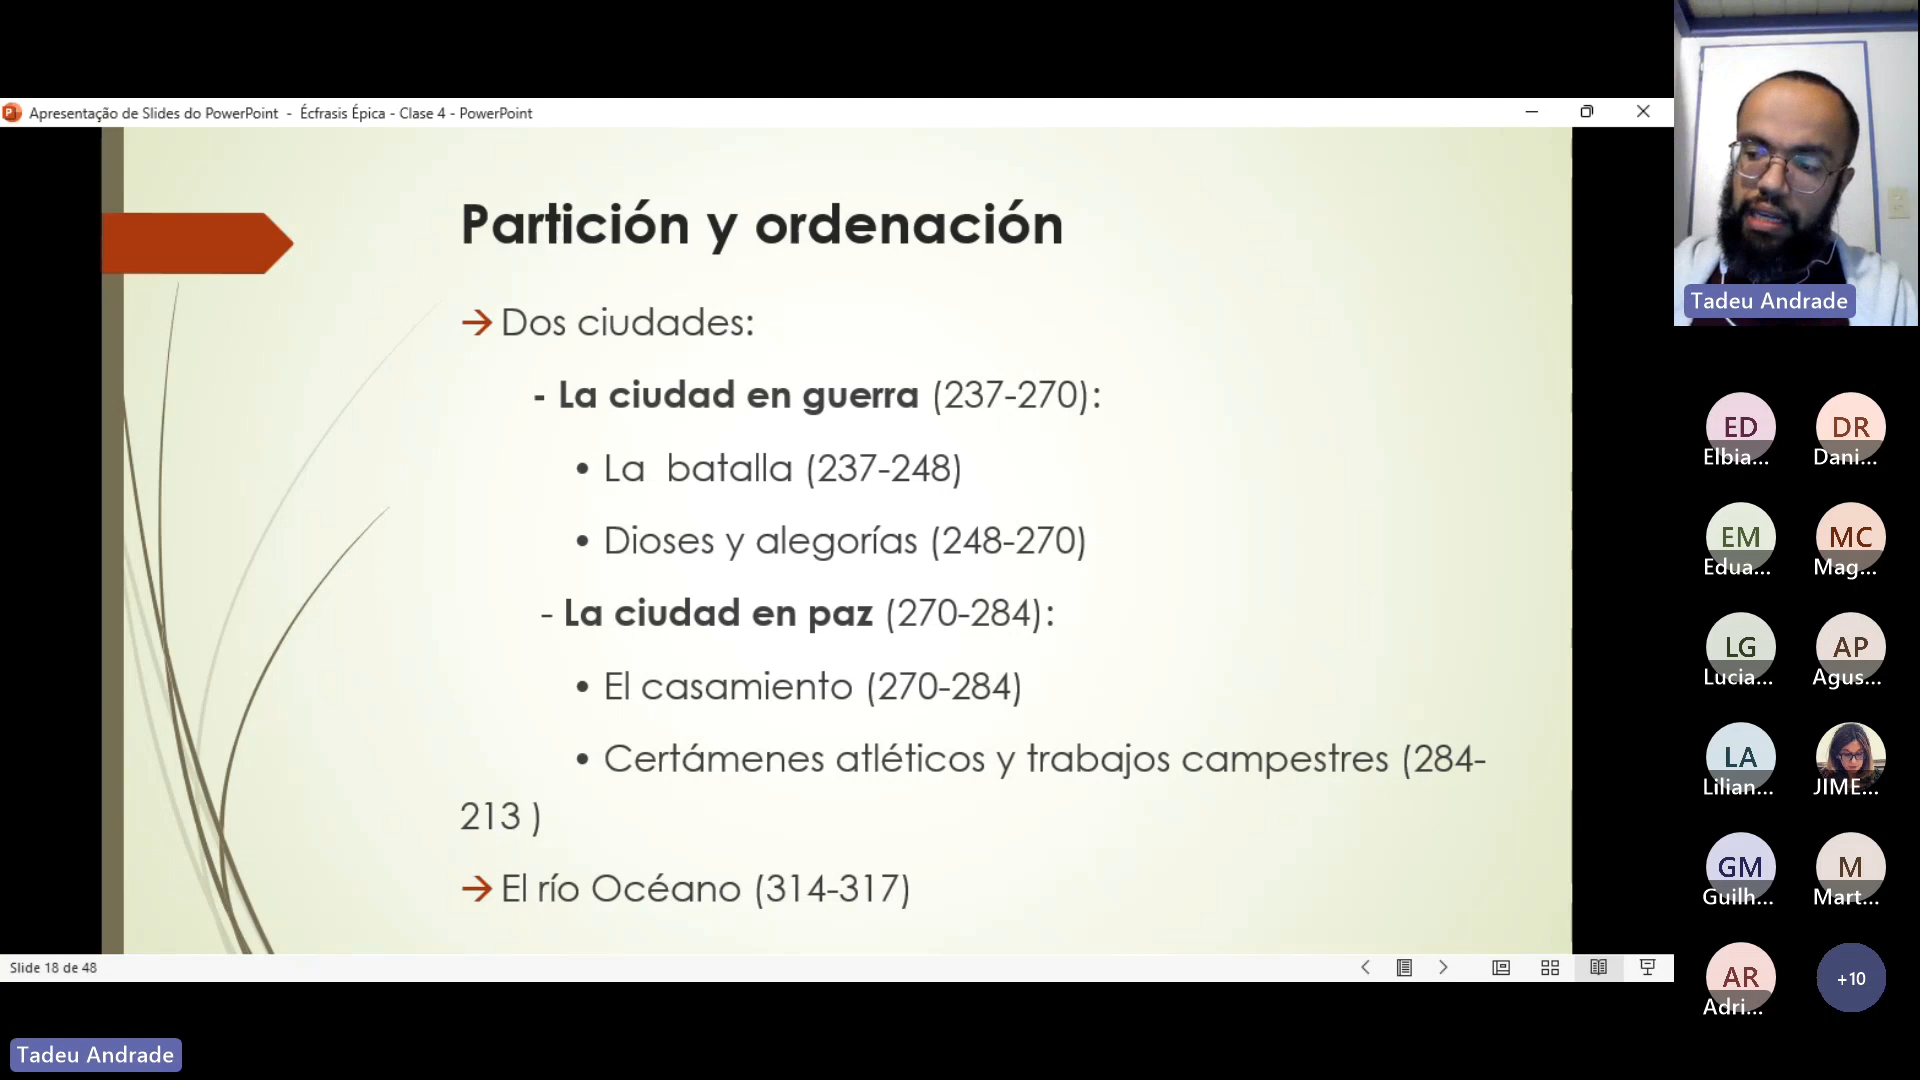 Apresentação de Slides do PowerPoint - Écfrasis Épica - Clase 4 - PowerPoint
Partición y ordenación
→ Dos ciudades:
- La ciudad en guerra (237-270):
• La  batalla (237-248)
• Dioses y alegorías (248-270)
- La ciudad en paz (270-284):
• El casamiento (270-284)
• Certámenes atléticos y trabajos campestres (284-
213 )
→ El río Océano (314-317)
Slide 18 de 48
Tadeu Andrade
Tadeu Andrade
ED
Elbia...
DR
Dani...
EM
Edua...
MC
Mag...
LG
Lucia...
AP
Agus...
LA
Lilian...
JIME...
GM
Guilh...
M
Mart...
AR
Adri...
+10